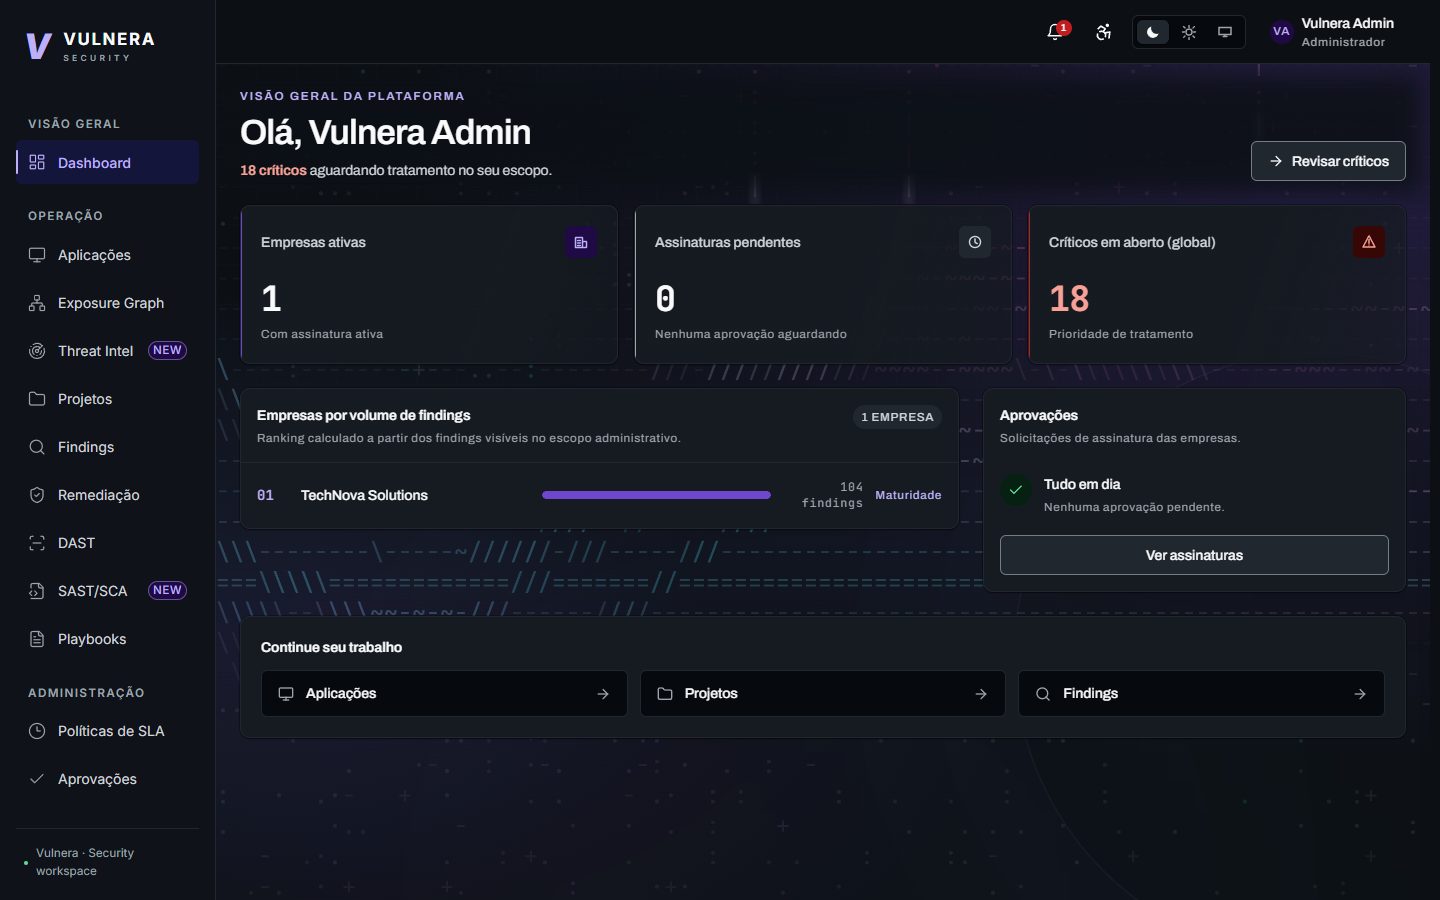 VULNERA
SECURITY
VISÃO GERAL
Dashboard
OPERAÇÃO
Aplicações
Exposure Graph
Threat Intel NEW
Projetos
Findings
Remediação
DAST
SAST/SCA NEW
Playbooks
ADMINISTRAÇÃO
Políticas de SLA
Aprovações
Vulnera · Security
workspace
1
VA
Vulnera Admin
Administrador
VISÃO GERAL DA PLATAFORMA
Olá, Vulnera Admin
18 críticos aguardando tratamento no seu escopo.
Revisar críticos
Empresas ativas
1
Com assinatura ativa
Assinaturas pendentes
0
Nenhuma aprovação aguardando
Críticos em aberto (global)
18
Prioridade de tratamento
Empresas por volume de findings
1 EMPRESA
Ranking calculado a partir dos findings visíveis no escopo administrativo.
01 TechNova Solutions
104
findings
Maturidade
Aprovações
Solicitações de assinatura das empresas.
Tudo em dia
Nenhuma aprovação pendente.
Ver assinaturas
Continue seu trabalho
Aplicações
Projetos
Findings